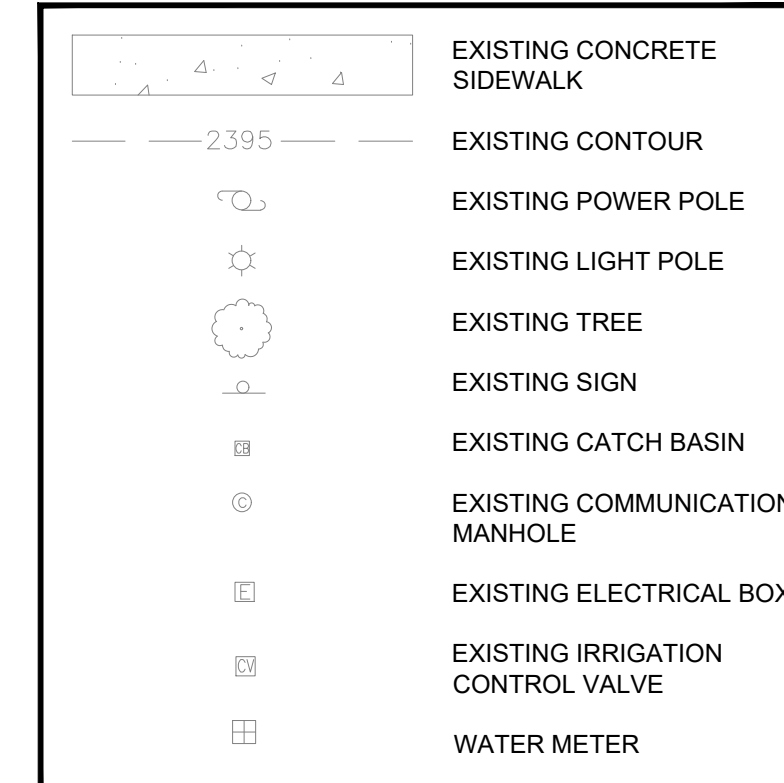 EXISTING CONCRETE
SIDEWALK
2395
EXISTING CONTOUR
EXISTING POWER POLE
EXISTING LIGHT POLE
EXISTING TREE
EXISTING SIGN
CB
EXISTING CATCH BASIN
C
EXISTING COMMUNICATION
MANHOLE
E
EXISTING ELECTRICAL BOX
CV
EXISTING IRRIGATION
CONTROL VALVE
WATER METER